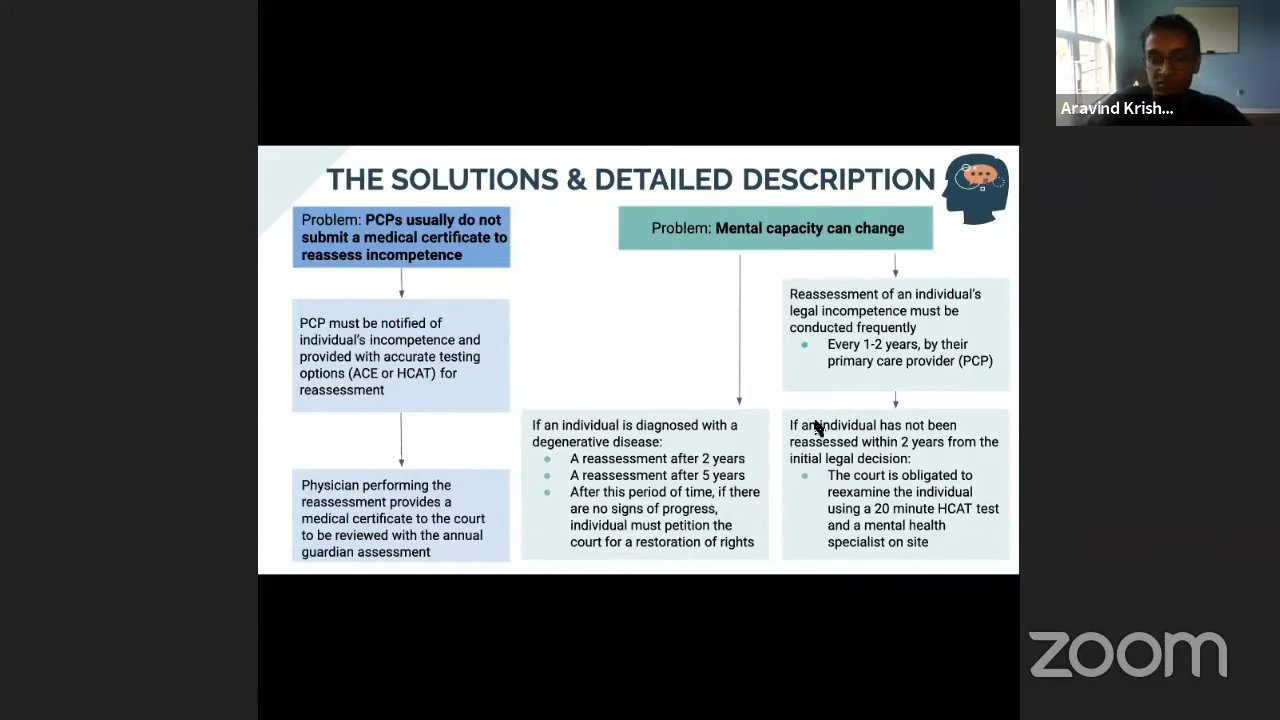 Aravind Krish...
THE SOLUTIONS & DETAILED DESCRIPTION
Problem: PCPs usually do not
submit a medical certificate to
reassess incompetence
PCP must be notified of
individual's incompetence and
provided with accurate testing
options (ACE or HCAT) for
reassessment
Physician performing the
reassessment provides a
medical certificate to the court
to be reviewed with the annual
guardian assessment
Problem: Mental capacity can change
If an individual is diagnosed with a
degenerative disease:
A reassessment after 2 years
A reassessment after 5 years
After this period of time, if there
are no signs of progress,
individual must petition the
court for a restoration of rights
Reassessment of an individual's
legal incompetence must be
conducted frequently
Every 1-2 years, by their
primary care provider (PCP)
If an individual has not been
reassessed within 2 years from the
initial legal decision:
The court is obligated to
reexamine the individual
using a 20 minute HCAT test
and a mental health
specialist on site
zoom